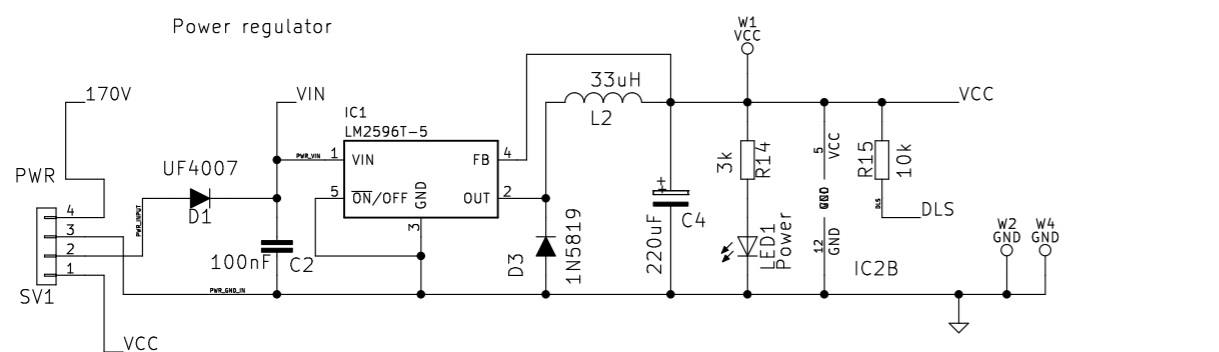 Power regulator
W1
VCC
170V
VIN
33uH
L2
VCC
IC1
LM2596T-5
PWR_VIN
1
VIN
FB
4
5
ON/OFF
GND
OUT
2
3
UF4007
D1
PWR_INPUT
PWR
4
3
2
1
SV1
VCC
100nF
C2
PWR_GND_IN
D3
1N5819
220uF
+
C4
3k
R14
LED1
Power
5
VCC
12
GND
IC2B
R15
10k
DLS
DLS
W2
GND
W4
GND